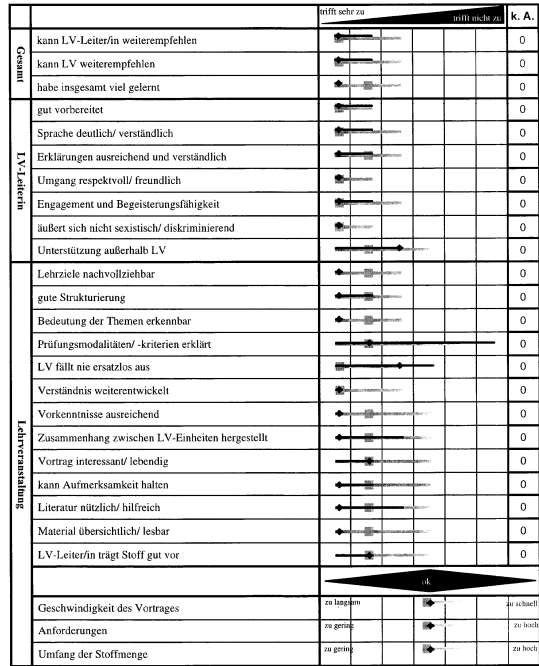 trifft sehr zu
trifft nicht zu
k. A.
Gesamt
kann LV-Leiter/in weiterempfehlen 0
kann LV weiterempfehlen 0
habe insgesamt viel gelernt 0
LV-Leiterin
gut vorbereitet 0
Sprache deutlich/ verständlich 0
Erklärungen ausreichend und verständlich 0
Umgang respektvoll/ freundlich 0
Engagement und Begeisterungsfähigkeit 0
äußert sich nicht sexistisch/ diskriminierend 0
Unterstützung außerhalb LV 0
Lehrveranstaltung
Lehrziele nachvollziehbar 0
gute Strukturierung 0
Bedeutung der Themen erkennbar 0
Prüfungsmodalitäten/ -kriterien erklärt 0
LV fällt nie ersatzlos aus 0
Verständnis weiterentwickelt 0
Vorkenntnisse ausreichend 0
Zusammenhang zwischen LV-Einheiten hergestellt 0
Vortrag interessant/ lebendig 0
kann Aufmerksamkeit halten 0
Literatur nützlich/ hilfreich 0
Material übersichtlich/ lesbar 0
LV-Leiter/in trägt Stoff gut vor 0
ok
Geschwindigkeit des Vortrages zu langsam zu schnell
Anforderungen zu gering zu hoch
Umfang der Stoffmenge zu gering zu hoch